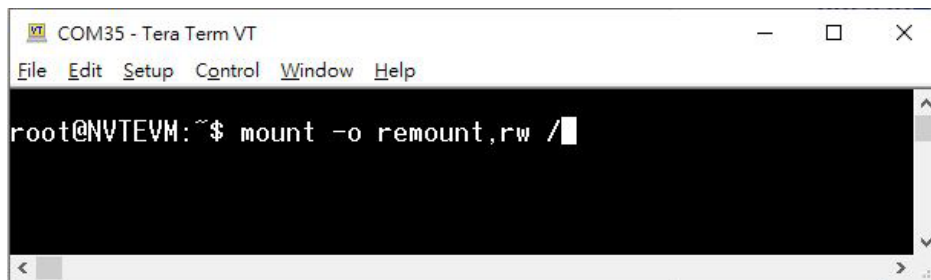 COM35 - Tera Term VT
File Edit Setup Control Window Help
root@NVTEVM:~$ mount -o remount,rw /